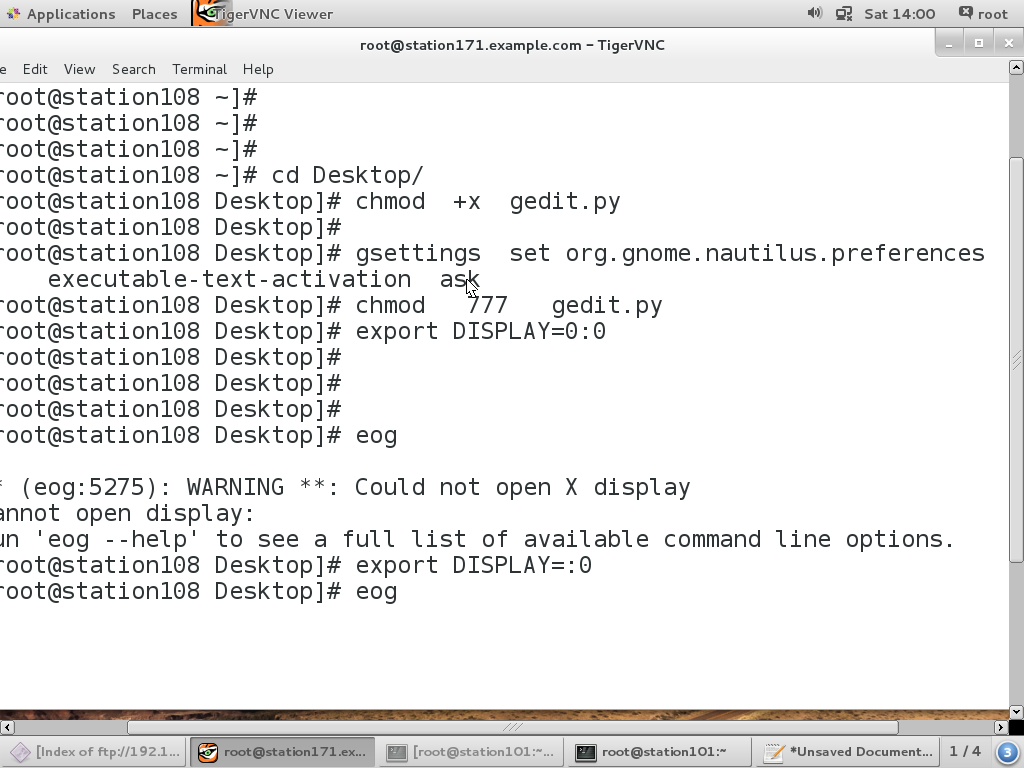 Applications Places TigerVNC Viewer Sat 14:00 root
root@station171.example.com – TigerVNC
e Edit View Search Terminal Help
root@station108 ~]#
root@station108 ~]#
root@station108 ~]#
root@station108 ~]# cd Desktop/
root@station108 Desktop]# chmod +x gedit.py
root@station108 Desktop]#
root@station108 Desktop]# gsettings set org.gnome.nautilus.preferences
executable-text-activation ask
root@station108 Desktop]# chmod 777 gedit.py
root@station108 Desktop]# export DISPLAY=0:0
root@station108 Desktop]#
root@station108 Desktop]#
root@station108 Desktop]#
root@station108 Desktop]# eog
* (eog:5275): WARNING **: Could not open X display
annot open display:
un 'eog --help' to see a full list of available command line options.
root@station108 Desktop]# export DISPLAY=:0
root@station108 Desktop]# eog
[Index of ftp://192.1... root@station171.ex... [root@station101:~... root@station101:~ *Unsaved Document... 1 / 4 3